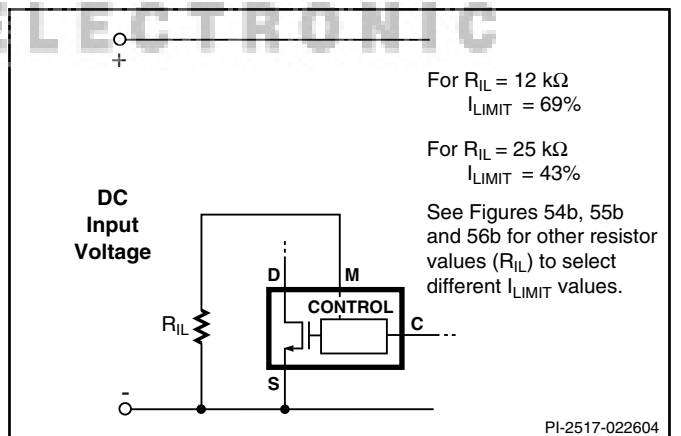 ELECTRONIC
+
For R_IL = 12 kΩ
I_LIMIT = 69%
For R_IL = 25 kΩ
I_LIMIT = 43%
See Figures 54b, 55b
and 56b for other resistor
values (R_IL) to select
different I_LIMIT values.
DC
Input
Voltage
D
M
CONTROL
C
R_IL
S
-
PI-2517-022604